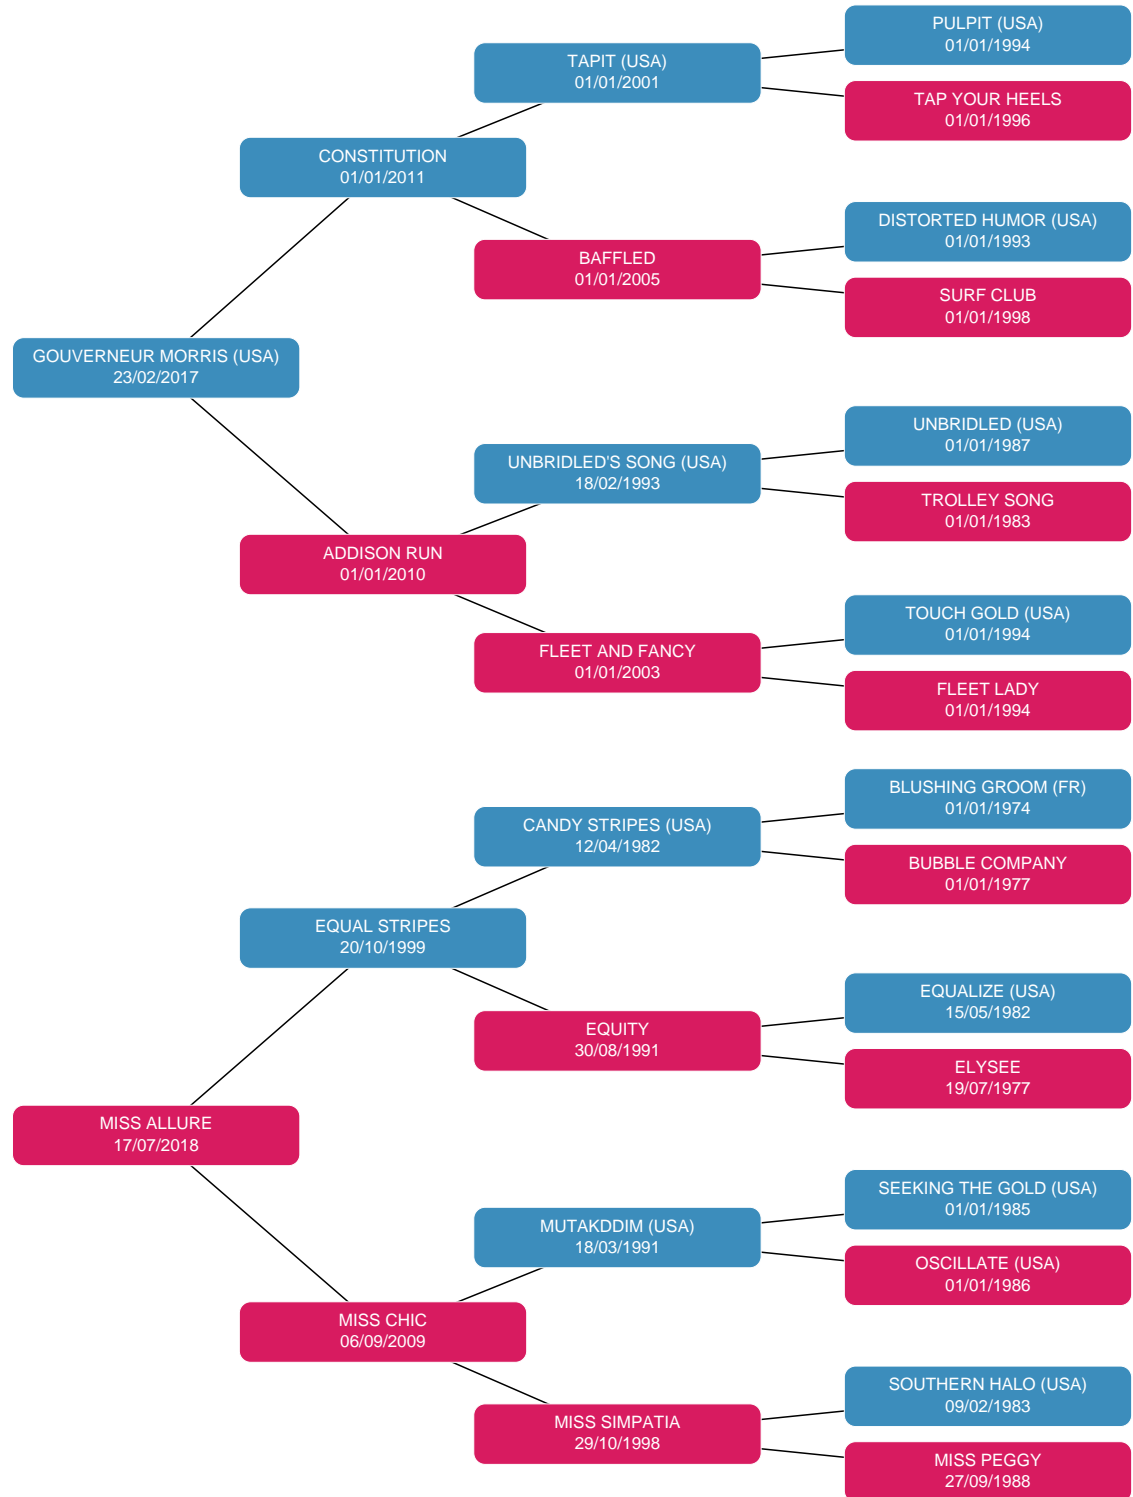 PULPIT (USA)
01/01/1994
TAPIT (USA)
01/01/2001
TAP YOUR HEELS
01/01/1996
CONSTITUTION
01/01/2011
DISTORTED HUMOR (USA)
01/01/1993
BAFFLED
01/01/2005
SURF CLUB
01/01/1998
GOUVERNEUR MORRIS (USA)
23/02/2017
UNBRIDLED (USA)
01/01/1987
UNBRIDLED'S SONG (USA)
18/02/1993
TROLLEY SONG
01/01/1983
ADDISON RUN
01/01/2010
TOUCH GOLD (USA)
01/01/1994
FLEET AND FANCY
01/01/2003
FLEET LADY
01/01/1994
BLUSHING GROOM (FR)
01/01/1974
CANDY STRIPES (USA)
12/04/1982
BUBBLE COMPANY
01/01/1977
EQUAL STRIPES
20/10/1999
EQUALIZE (USA)
15/05/1982
EQUITY
30/08/1991
ELYSEE
19/07/1977
MISS ALLURE
17/07/2018
SEEKING THE GOLD (USA)
01/01/1985
MUTAKDDIM (USA)
18/03/1991
OSCILLATE (USA)
01/01/1986
MISS CHIC
06/09/2009
SOUTHERN HALO (USA)
09/02/1983
MISS SIMPATIA
29/10/1998
MISS PEGGY
27/09/1988